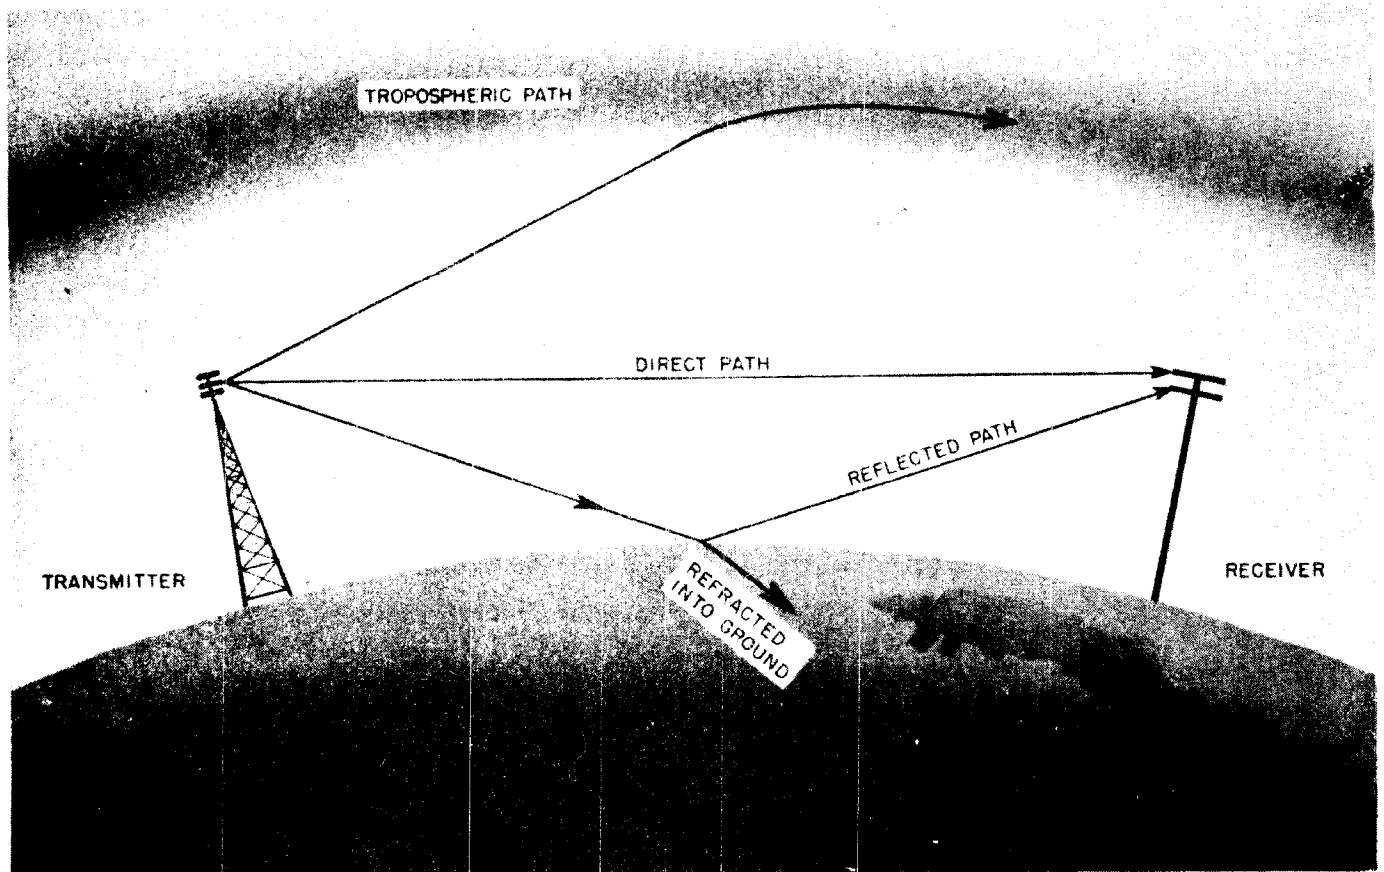 TROPOSPHERIC PATH
DIRECT PATH
REFLECTED PATH
TRANSMITTER
RECEIVER
REFRACTED
INTO GROUND